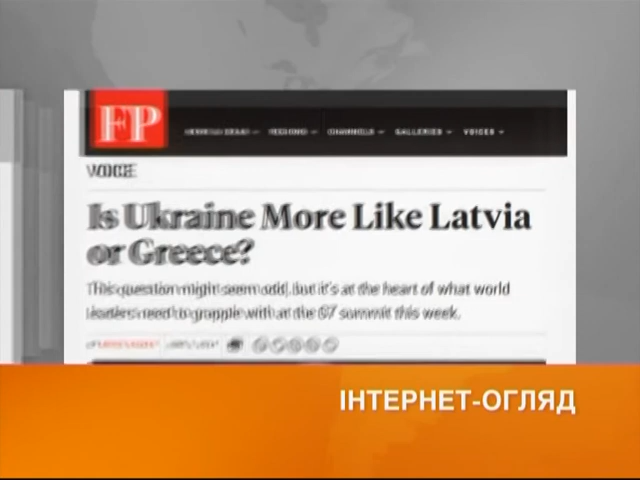 FP
REGIONS
CHANNELS
GALLERIES
VOICES
VOICE
Is Ukraine More Like Latvia
or Greece?
This question might seem odd, but it's at the heart of what world
leaders need to grapple with at the G7 summit this week.
ІНТЕРНЕТ-ОГЛЯД